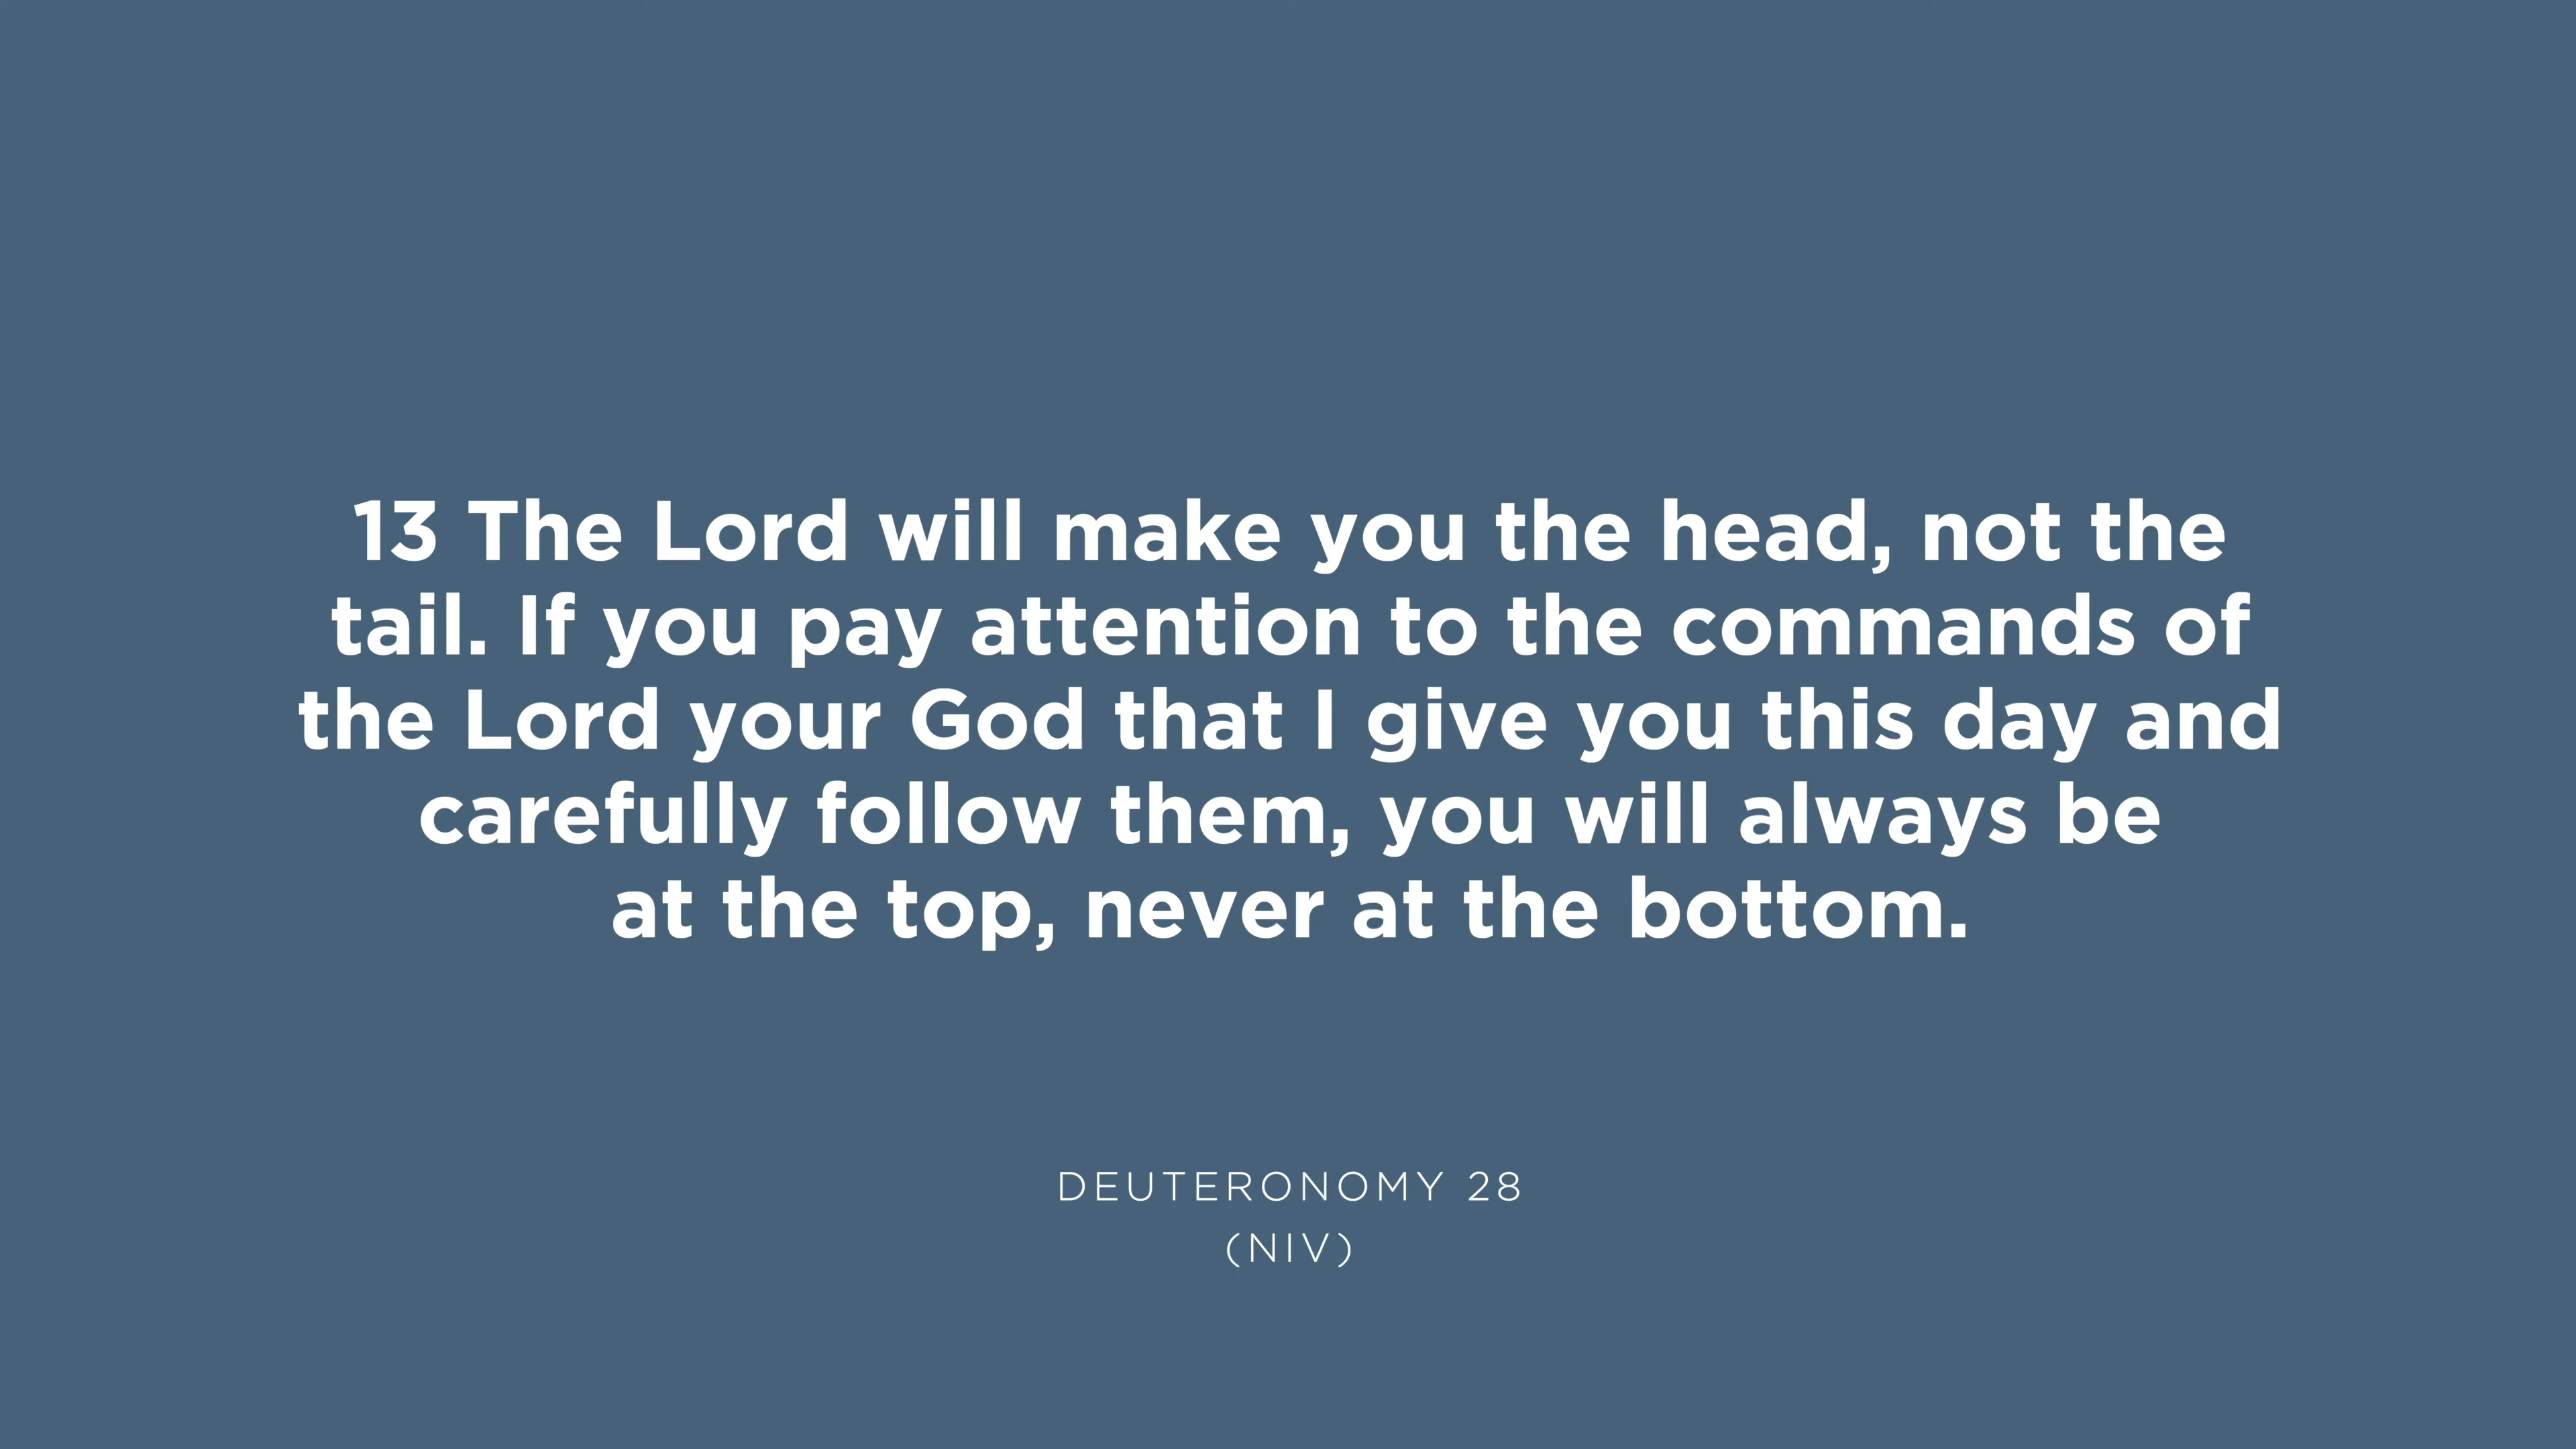 13 The Lord will make you the head, not the
tail. If you pay attention to the commands of
the Lord your God that I give you this day and
carefully follow them, you will always be
at the top, never at the bottom.
DEUTERONOMY 28
(NIV)